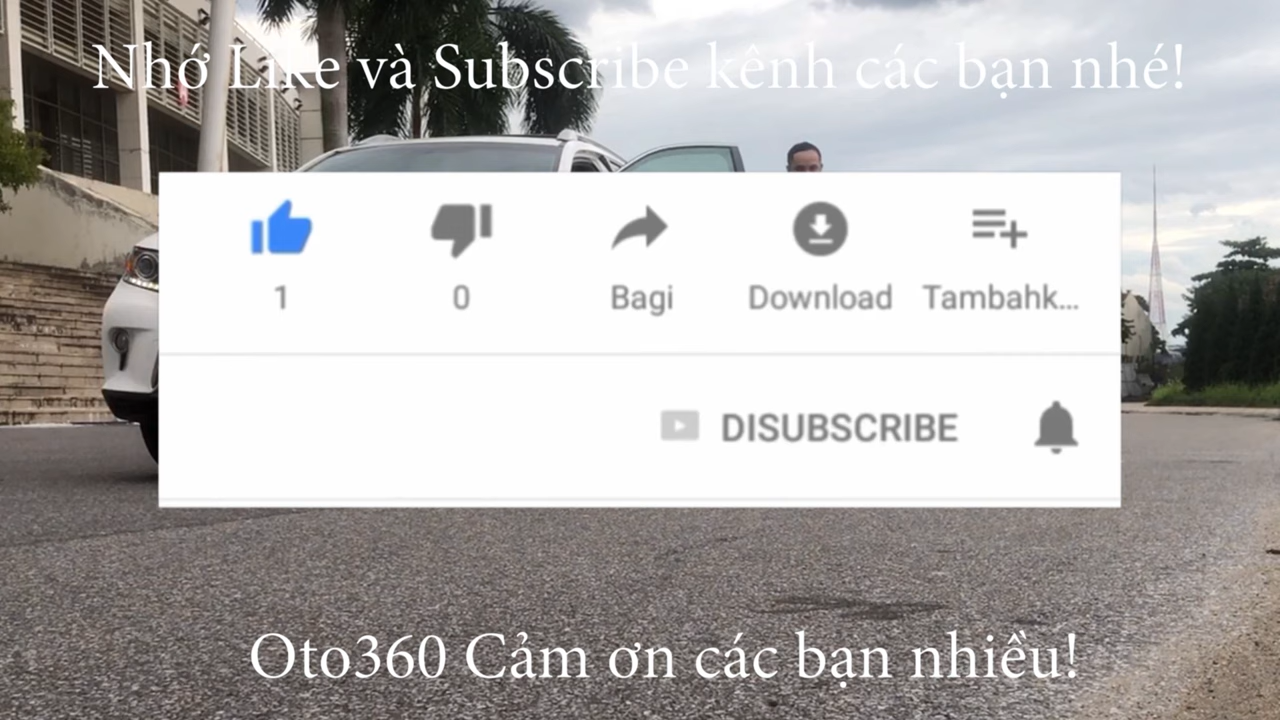 Nhớ Like và Subscribe kênh các bạn nhé!
1 0 Bagi Download Tambahk...
DISUBSCRIBE
Oto360 Cảm ơn các bạn nhiều!